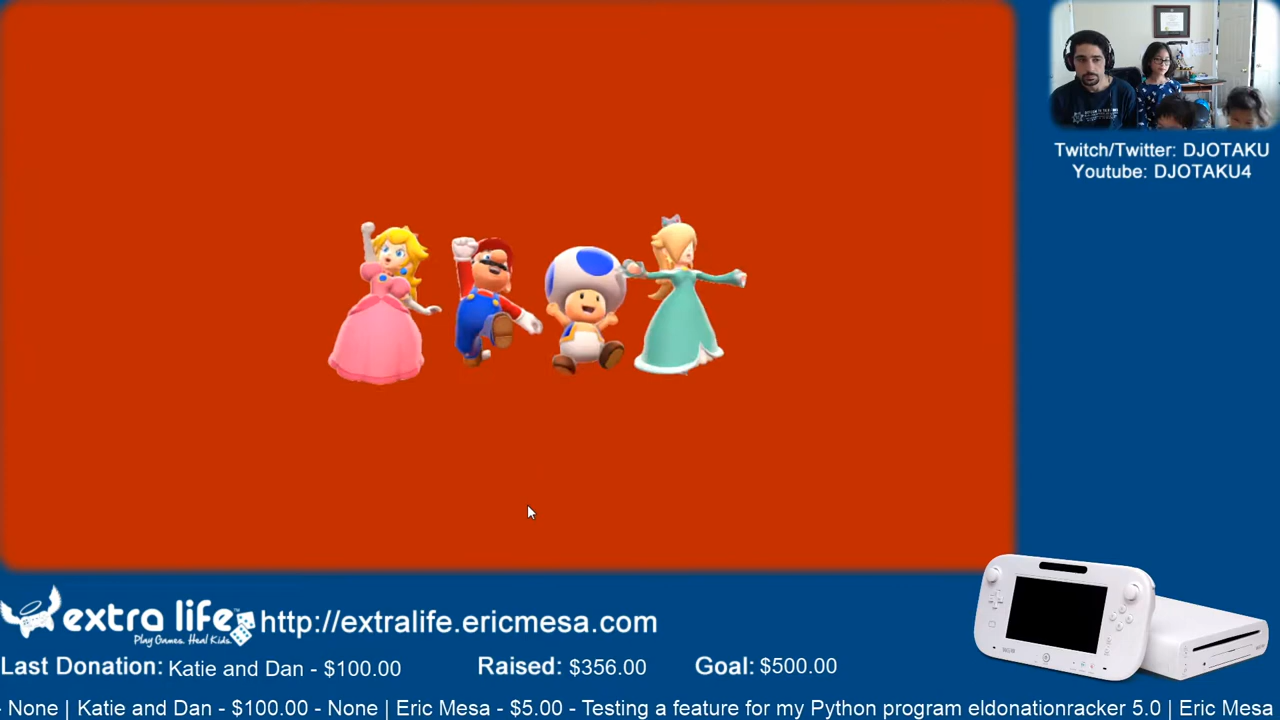 Twitch/Twitter: DJOTAKU
Youtube: DJOTAKU4
extra life
Play Games. Heal Kids.
http://extralife.ericmesa.com
Last Donation: Katie and Dan - $100.00 Raised: $356.00 Goal: $500.00
- None | Katie and Dan - $100.00 - None | Eric Mesa - $5.00 - Testing a feature for my Python program eldonationracker 5.0 | Eric Mesa